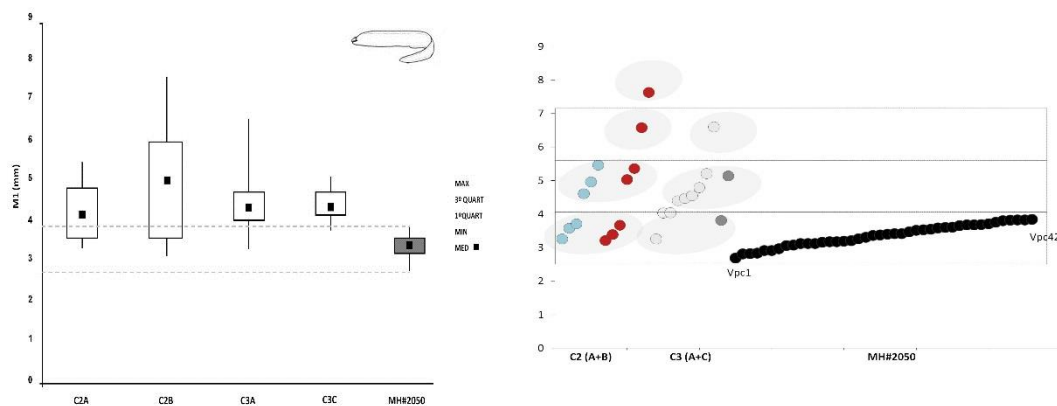 9
8
7
6
5
4
3
2
1
0
M1 (mm)
C2A
C2B
C3A
C3C
MH#2050
MAX
3º QUART
1º QUART
MIN
MED
9
8
7
6
5
4
3
2
1
0
Vpc1
Vpc42
C2 (A+B)
C3 (A+C)
MH#2050